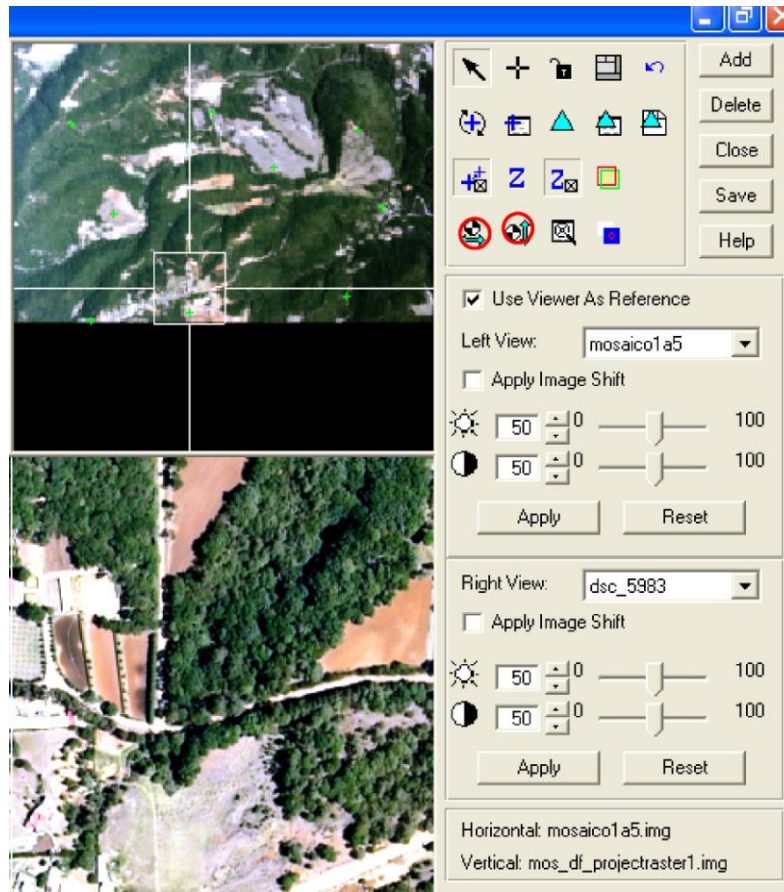 Add
Delete
Close
Save
Help
Use Viewer As Reference
Left View: mosaico1a5
Apply Image Shift
50 0 100
50 0 100
Apply Reset
Right View: dsc_5983
Apply Image Shift
50 0 100
50 0 100
Apply Reset
Horizontal: mosaico1a5.img
Vertical: mos_df_projectraster1.img